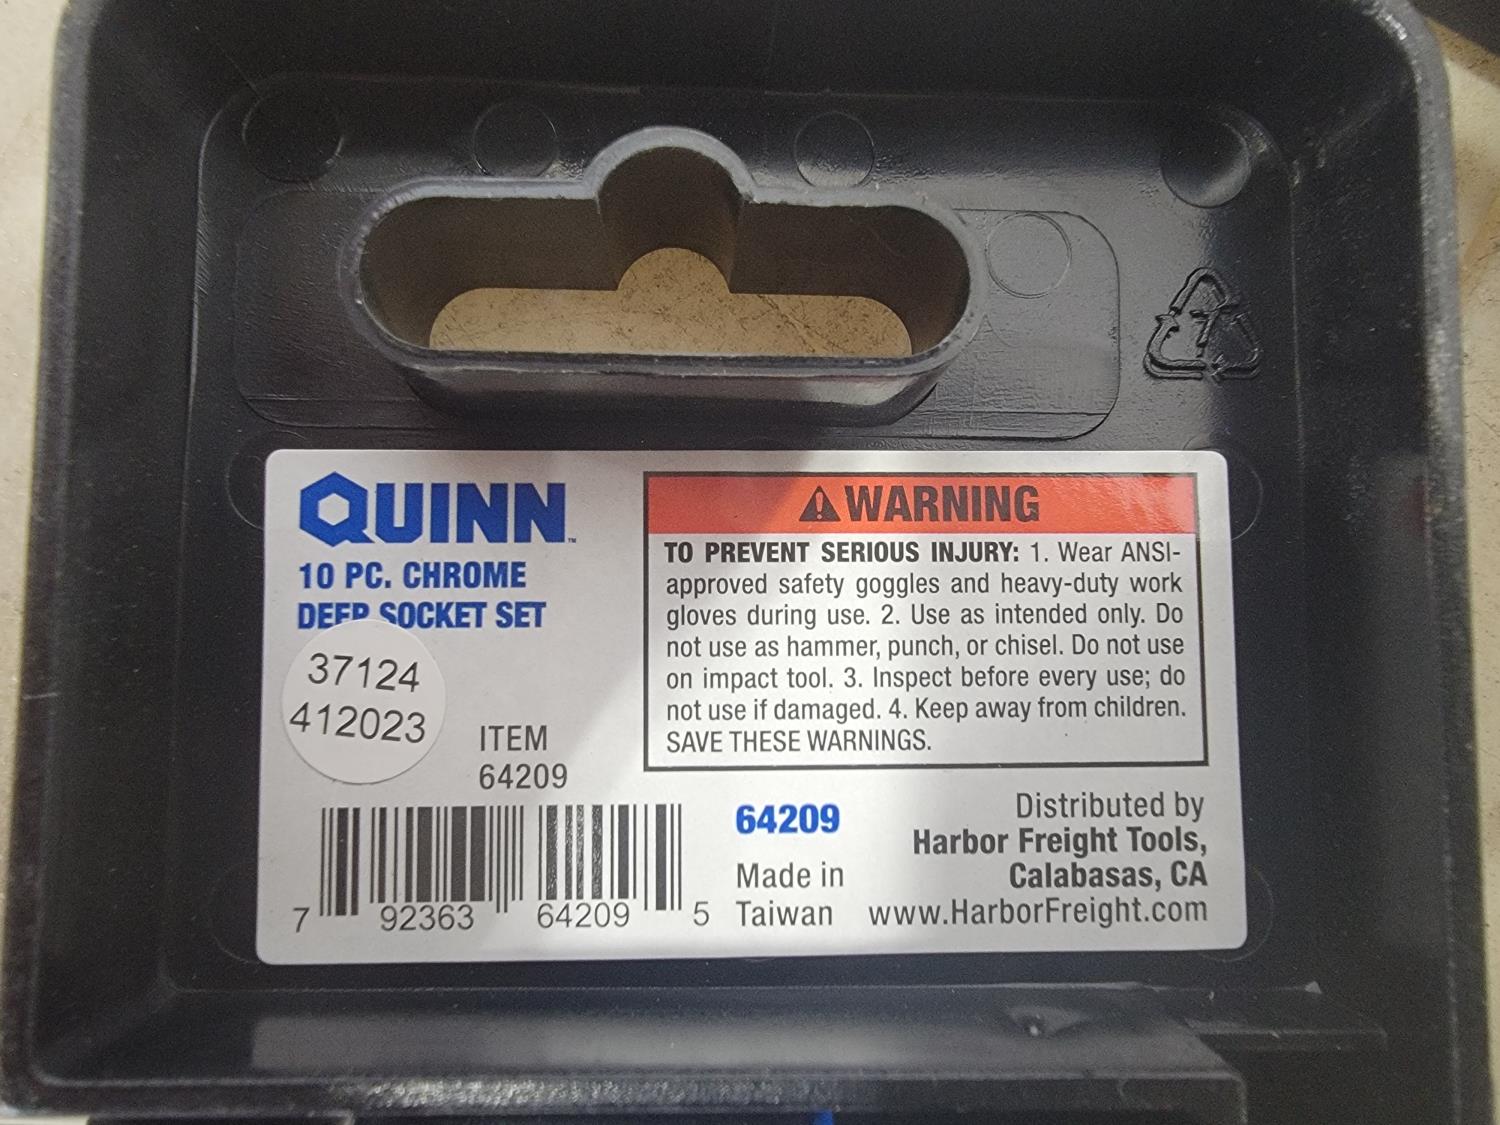 7
QUINN™
10 PC. CHROME
DEEP SOCKET SET
37124
412023
ITEM
64209
7 92363 64209 5
WARNING
TO PREVENT SERIOUS INJURY: 1. Wear ANSI-
approved safety goggles and heavy-duty work
gloves during use. 2. Use as intended only. Do
not use as hammer, punch, or chisel. Do not use
on impact tool. 3. Inspect before every use; do
not use if damaged. 4. Keep away from children.
SAVE THESE WARNINGS.
64209
Made in
Taiwan
Distributed by
Harbor Freight Tools,
Calabasas, CA
www.HarborFreight.com